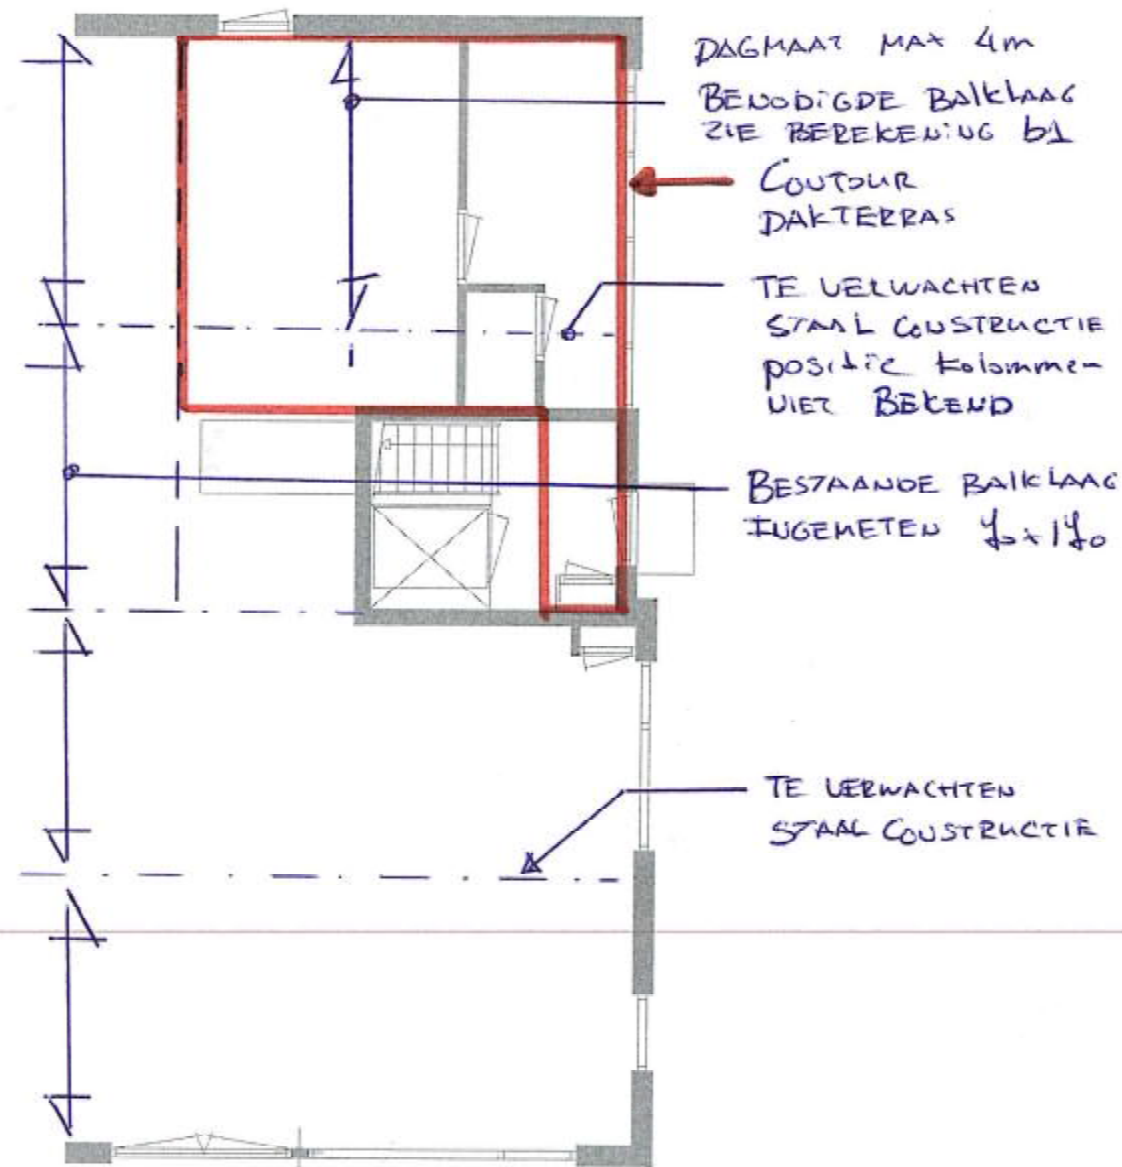 DAGMAAT MAX 4m
BENODIGDE BALKLAAG
ZIE BEREKENING b1
CONTOUR
DAKTERRAS
TE VERWACHTEN
STAAL CONSTRUCTIE
positie kolommen
NIET BEKEND
BESTAANDE BALKLAAG
INGEMETEN
TE VERWACHTEN
STAAL CONSTRUCTIE